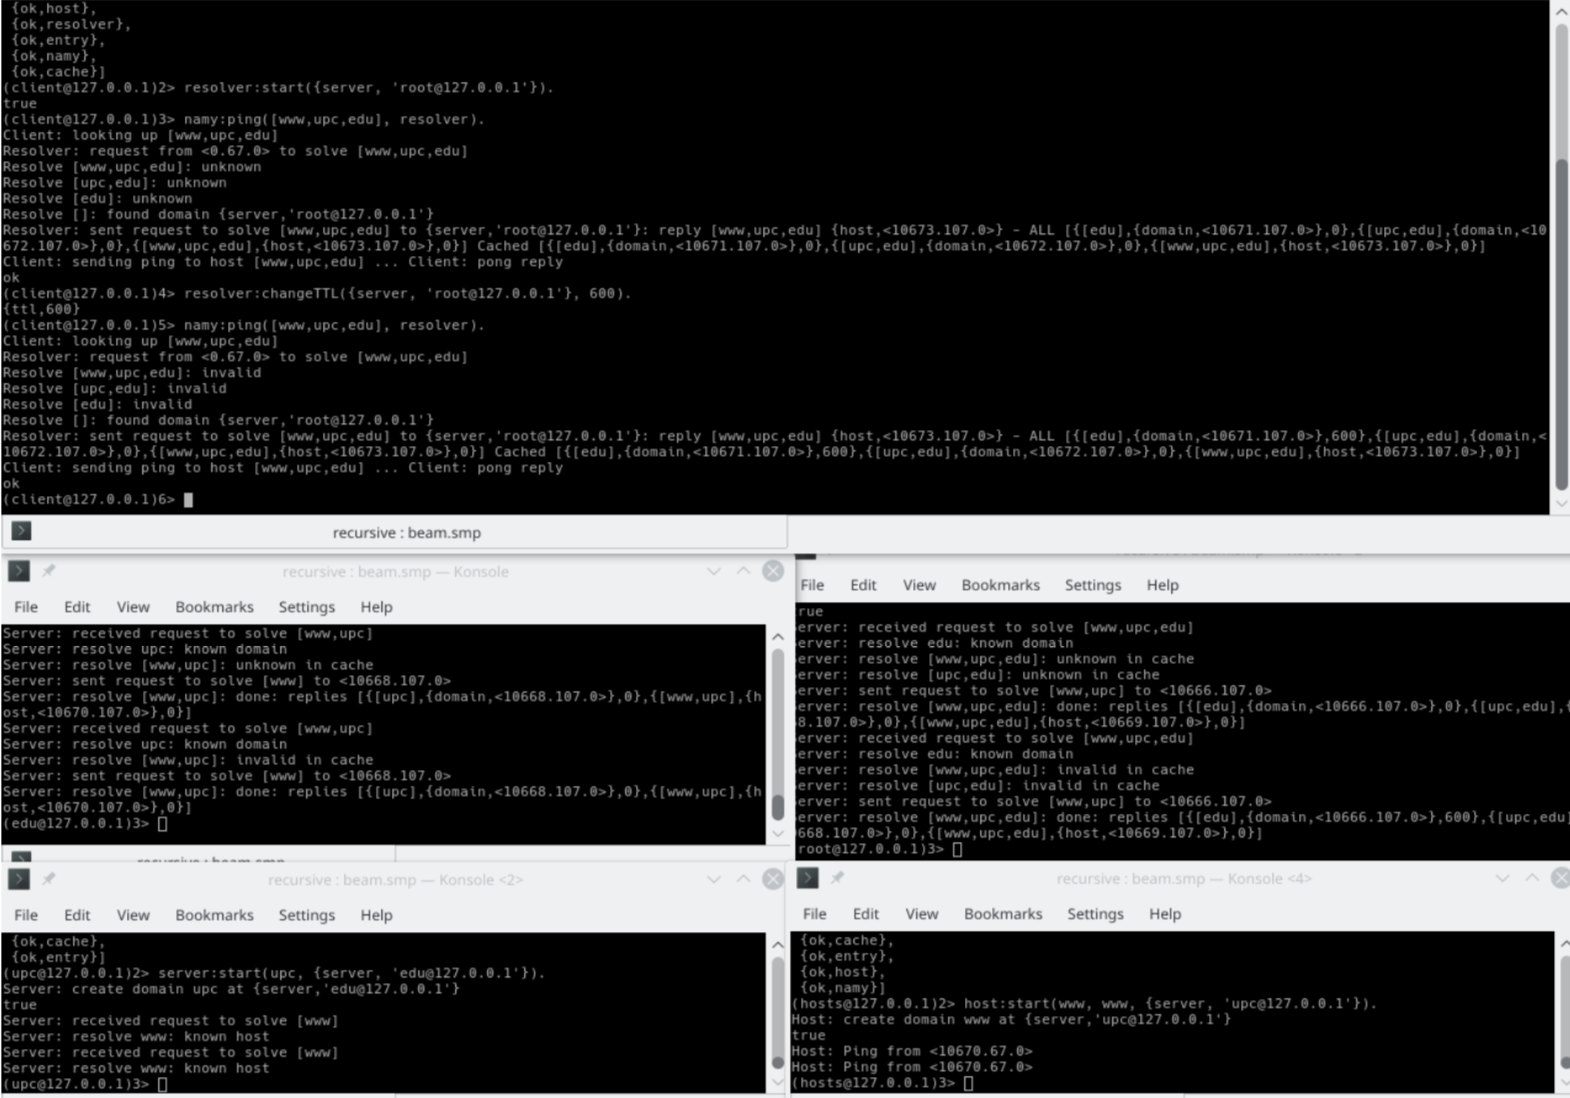 {ok,host},
{ok,resolver},
{ok,entry},
{ok,namy},
{ok,cache}]
(client@127.0.0.1)2> resolver:start({server, 'root@127.0.0.1'}).
true
(client@127.0.0.1)3> namy:ping([www,upc,edu], resolver).
Client: looking up [www,upc,edu]
Resolver: request from <0.67.0> to solve [www,upc,edu]
Resolve [www,upc,edu]: unknown
Resolve [upc,edu]: unknown
Resolve [edu]: unknown
Resolve []: found domain {server,'root@127.0.0.1'}
Resolver: sent request to solve [www,upc,edu] to {server,'root@127.0.0.1'}: reply [www,upc,edu] {host,<10673.107.0>} - ALL [{[edu],{domain,<10671.107.0>},0},{[upc,edu],{domain,<10
672.107.0>},0},{[www,upc,edu],{host,<10673.107.0>},0}] Cached [{[edu],{domain,<10671.107.0>},0},{[upc,edu],{domain,<10672.107.0>},0},{[www,upc,edu],{host,<10673.107.0>},0}]
Client: sending ping to host [www,upc,edu] ... Client: pong reply
ok
(client@127.0.0.1)4> resolver:changeTTL({server, 'root@127.0.0.1'}, 600).
{ttl,600}
(client@127.0.0.1)5> namy:ping([www,upc,edu], resolver).
Client: looking up [www,upc,edu]
Resolver: request from <0.67.0> to solve [www,upc,edu]
Resolve [www,upc,edu]: invalid
Resolve [upc,edu]: invalid
Resolve [edu]: invalid
Resolve []: found domain {server,'root@127.0.0.1'}
Resolver: sent request to solve [www,upc,edu] to {server,'root@127.0.0.1'}: reply [www,upc,edu] {host,<10673.107.0>} - ALL [{[edu],{domain,<10671.107.0>},600},{[upc,edu],{domain,<
10672.107.0>},0},{[www,upc,edu],{host,<10673.107.0>},0}] Cached [{[edu],{domain,<10671.107.0>},600},{[upc,edu],{domain,<10672.107.0>},0},{[www,upc,edu],{host,<10673.107.0>},0}]
Client: sending ping to host [www,upc,edu] ... Client: pong reply
ok
(client@127.0.0.1)6>
recursive : beam.smp
recursive : beam.smp — Konsole
File Edit View Bookmarks Settings Help
Server: received request to solve [www,upc]
Server: resolve upc: known domain
Server: resolve [www,upc]: unknown in cache
Server: sent request to solve [www] to <10668.107.0>
Server: resolve [www,upc]: done: replies [{[upc],{domain,<10668.107.0>},0},{[www,upc],{h
ost,<10670.107.0>},0}]
Server: received request to solve [www,upc]
Server: resolve upc: known domain
Server: resolve [www,upc]: invalid in cache
Server: sent request to solve [www] to <10668.107.0>
Server: resolve [www,upc]: done: replies [{[upc],{domain,<10668.107.0>},0},{[www,upc],{h
ost,<10670.107.0>},0}]
(edu@127.0.0.1)3>
recursive : beam.smp
File Edit View Bookmarks Settings Help
rue
erver: received request to solve [www,upc,edu]
erver: resolve edu: known domain
erver: resolve [www,upc,edu]: unknown in cache
erver: resolve [upc,edu]: unknown in cache
erver: sent request to solve [www,upc] to <10666.107.0>
erver: resolve [www,upc,edu]: done: replies [{[edu],{domain,<10666.107.0>},0},{[upc,edu],{
8.107.0>},0},{[www,upc,edu],{host,<10669.107.0>},0}]
erver: received request to solve [www,upc,edu]
erver: resolve edu: known domain
erver: resolve [www,upc,edu]: invalid in cache
erver: resolve [upc,edu]: invalid in cache
erver: sent request to solve [www,upc] to <10666.107.0>
erver: resolve [www,upc,edu]: done: replies [{[edu],{domain,<10666.107.0>},600},{[upc,edu]
668.107.0>},0},{[www,upc,edu],{host,<10669.107.0>},0}]
root@127.0.0.1)3>
recursive : beam.smp — Konsole <2>
File Edit View Bookmarks Settings Help
{ok,cache},
{ok,entry}]
(upc@127.0.0.1)2> server:start(upc, {server, 'edu@127.0.0.1'}).
Server: create domain upc at {server,'edu@127.0.0.1'}
true
Server: received request to solve [www]
Server: resolve www: known host
Server: received request to solve [www]
Server: resolve www: known host
(upc@127.0.0.1)3>
recursive : beam.smp — Konsole <4>
File Edit View Bookmarks Settings Help
{ok,cache},
{ok,entry},
{ok,host},
{ok,namy}]
(hosts@127.0.0.1)2> host:start(www, www, {server, 'upc@127.0.0.1'}).
Host: create domain www at {server,'upc@127.0.0.1'}
true
Host: Ping from <10670.67.0>
Host: Ping from <10670.67.0>
(hosts@127.0.0.1)3>